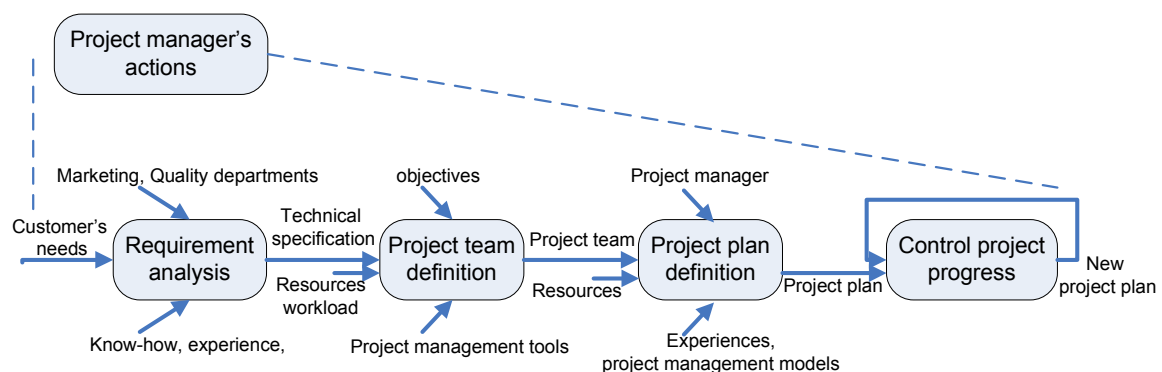 Project manager's
actions
Marketing, Quality departments
objectives
Project manager
Customer's
needs
Requirement
analysis
Technical
specification
Resources
workload
Project team
definition
Project team
Resources
Project plan
definition
Project plan
Control project
progress
New
project plan
Know-how, experience,
Project management tools
Experiences,
project management models